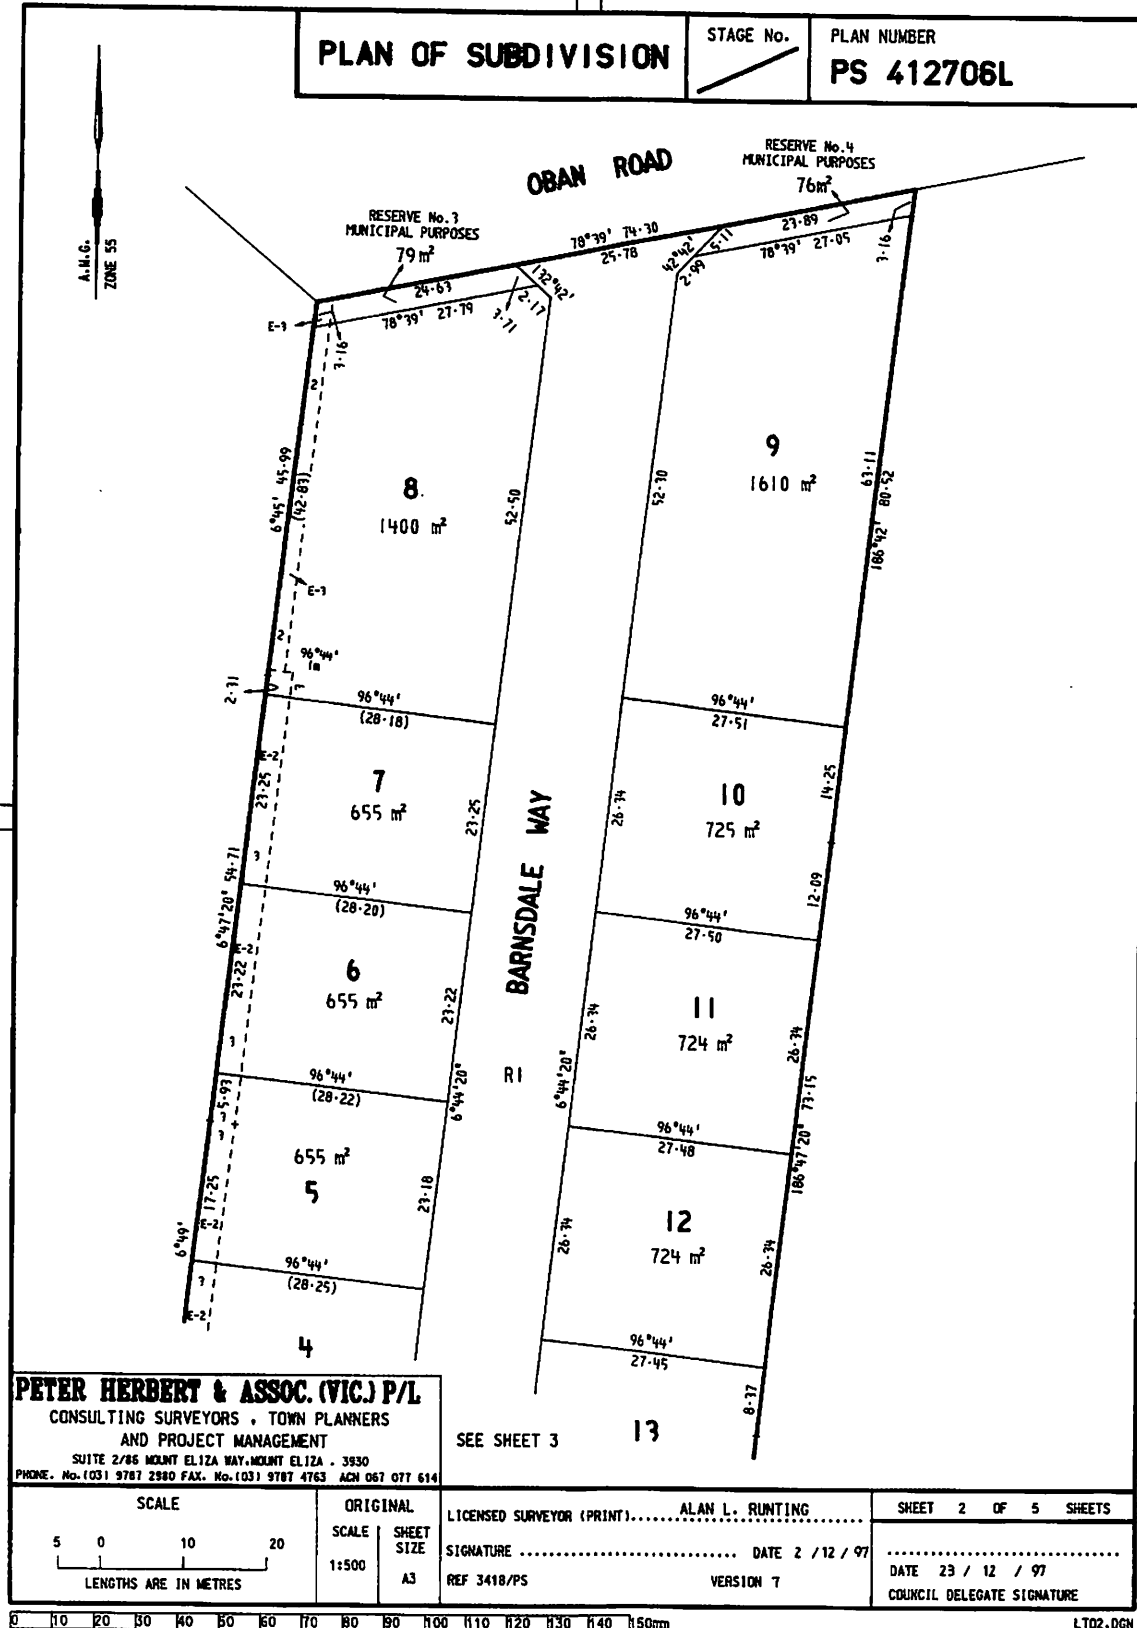 PLAN OF SUBDIVISION
STAGE No.
PLAN NUMBER
PS 412706L
A.M.G.
ZONE 55
OBAN ROAD
RESERVE No.4
MUNICIPAL PURPOSES
76m²
RESERVE No.3
MUNICIPAL PURPOSES
79m²
78°39' 74·30
25·78
23·89
78°39' 27·05
3·16
42°42'
5·11
2·99
24·63
78°39' 27·79
132°42'
2·17
3·71
E-3
3·16
2
6°45' 45·99
(42·83)
8
1400 m²
52·50
52·30
9
1610 m²
63·11
186°42' 80·52
E-3
2
96°44'
1m
2·31
3
96°44'
(28·18)
96°44'
27·51
E-2
23·25
7
655 m²
23·25
BARNSDALE WAY
26·34
10
725 m²
14·25
3
6°47'20" 54·71
96°44'
(28·20)
12·09
96°44'
27·50
E-2
23·22
6
655 m²
23·22
26·34
11
724 m²
26·34
3
R1
96°44'
(28·22)
6°44'20"
6°44'20"
5·93
3
3
73·15
186°47'20"
96°44'
27·48
655 m²
5
17·25
E-2
23·18
26·34
12
724 m²
26·34
6°49'
96°44'
(28·25)
3
E-2
4
96°44'
27·45
8·37
13
SEE SHEET 3
PETER HERBERT & ASSOC. (VIC.) P/L
CONSULTING SURVEYORS , TOWN PLANNERS
AND PROJECT MANAGEMENT
SUITE 2/86 MOUNT ELIZA WAY,MOUNT ELIZA . 3930
PHONE. No.(03) 9787 2980 FAX. No.(03) 9787 4763 ACN 067 077 614
SCALE
5 0 10 20
LENGTHS ARE IN METRES
ORIGINAL
SCALE
1:500
SHEET
SIZE
A3
LICENSED SURVEYOR (PRINT)....... ALAN L. RUNTING
SIGNATURE .............................. DATE 2 / 12 / 97
REF 3418/PS VERSION 7
SHEET 2 OF 5 SHEETS
DATE 23 / 12 / 97
COUNCIL DELEGATE SIGNATURE
0 10 20 30 40 50 60 70 80 90 100 110 120 130 140 150mm
LT02.DGN